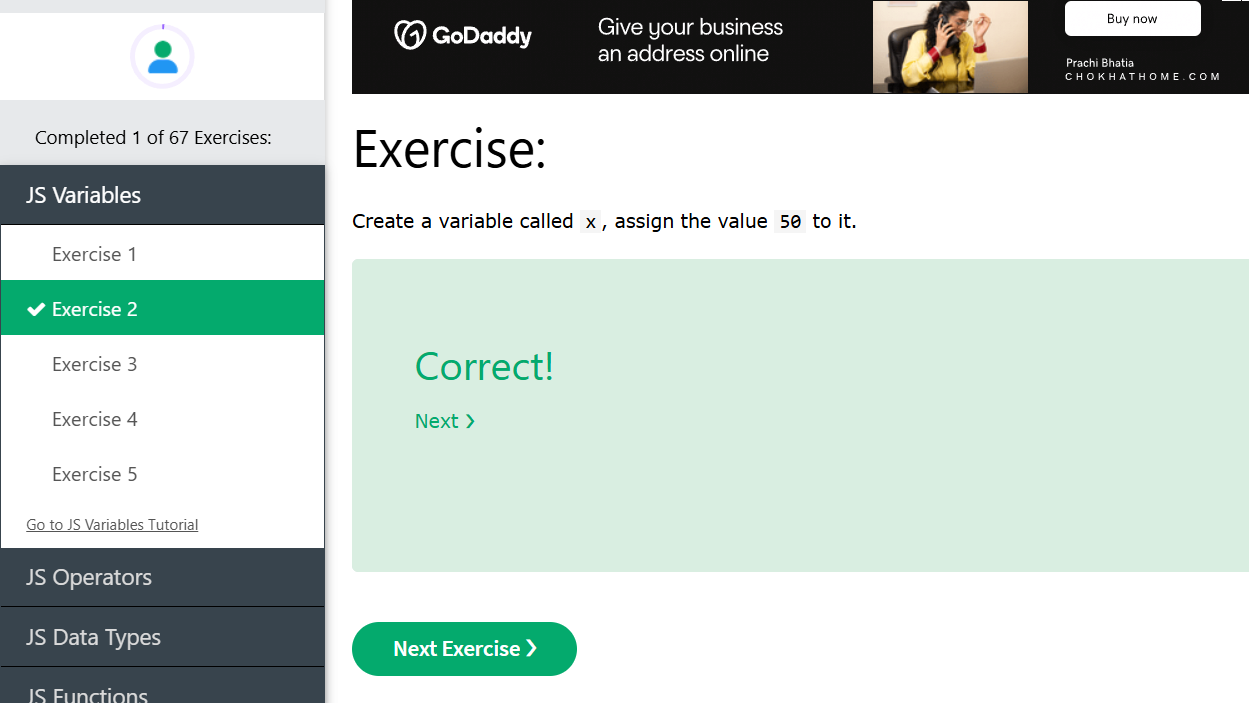 Completed 1 of 67 Exercises:
JS Variables
Exercise 1
Exercise 2
Exercise 3
Exercise 4
Exercise 5
Go to JS Variables Tutorial
JS Operators
JS Data Types
JS Functions
GoDaddy
Give your business
an address online
Buy now
Prachi Bhatia
CHOKHATHOME.COM
Exercise:
Create a variable called x, assign the value 50 to it.
Correct!
Next ❯
Next Exercise ❯